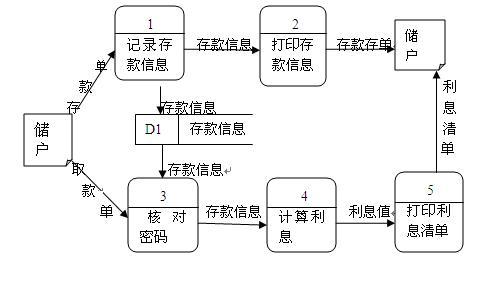 1
记录存
款信息
存款信息
2
打印存
款信息
存款存单
储
户
存款单
存款信息
D1 存款信息
利息清单
储
户
取款单
存款信息
3
核 对
密码
存款信息
4
计算利
息
利息值
5
打印利
息清单